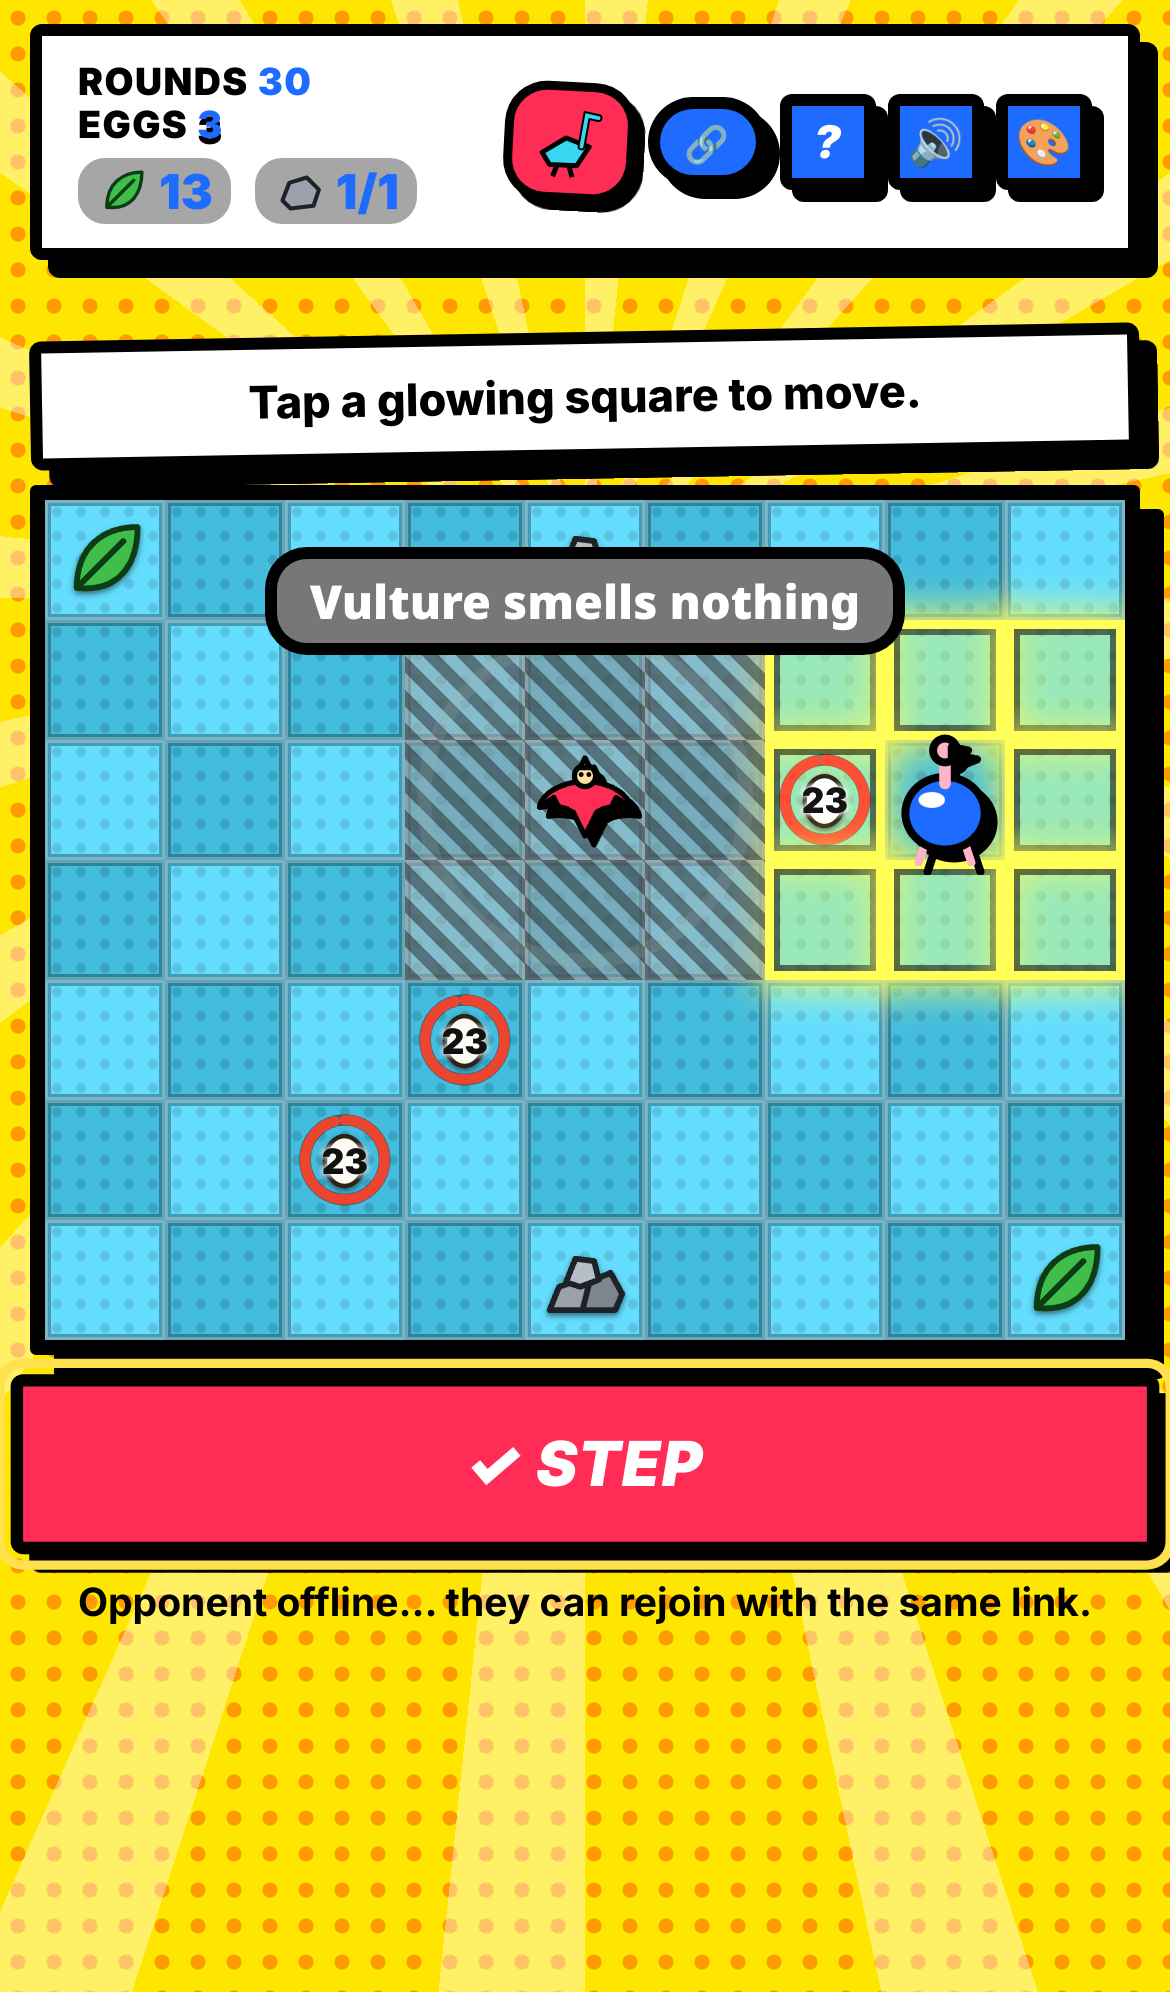 ROUNDS 30
EGGS 3
13
1/1
?
Tap a glowing square to move.
Vulture smells nothing
23
23
23
STEP
Opponent offline... they can rejoin with the same link.